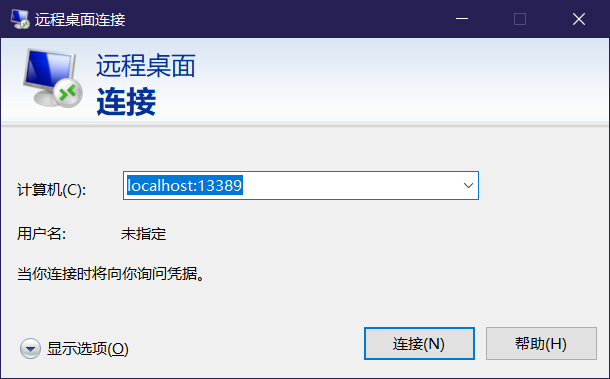 远程桌面连接
远程桌面
连接
计算机(C):
localhost:13389
用户名:
未指定
当你连接时将向你询问凭据。
显示选项(O)
连接(N)
帮助(H)